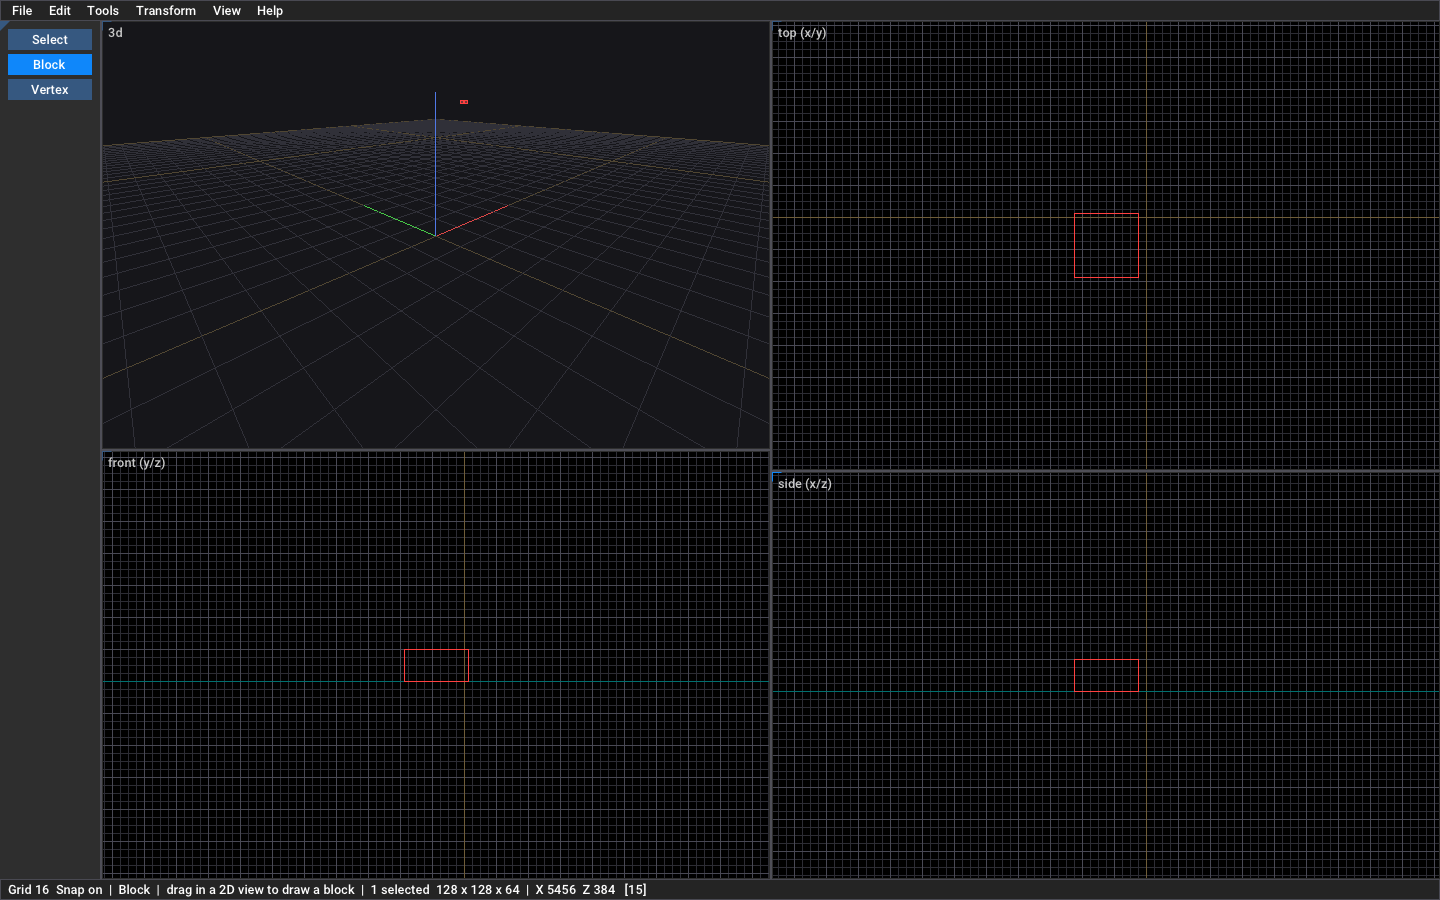 File Edit Tools Transform View Help
Select
Block
Vertex
3d
top (x/y)
front (y/z)
side (x/z)
Grid 16 Snap on | Block | drag in a 2D view to draw a block | 1 selected 128 x 128 x 64 | X 5456 Z 384 [15]